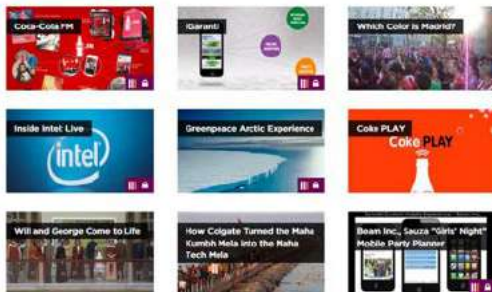 Coca-Cola FM
iGaranti
Which Color is Madrid?
Inside Intel Live
(intel)
Greenpeace Arctic Experience
Coke PLAY
Coke PLAY
Will and George Come to Life
How Colgate Turned the Maha
Kumbh Mela into the Maha
Tech Mela
Beam Inc., Sauza "Girls' Night"
Mobile Party Planner